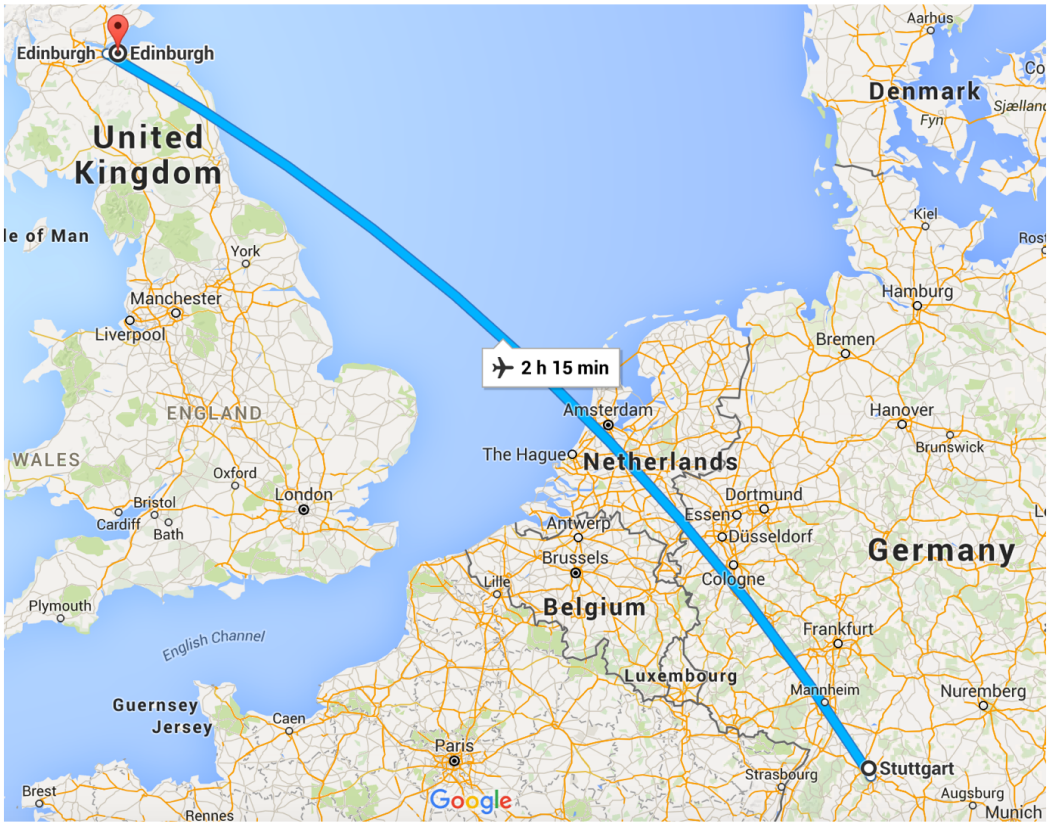 Aarhus
Edinburgh
Edinburgh
Co
Denmark
Sjælland
Fyn
United
Kingdom
Kiel
le of Man
Rost
York
Hamburg
Manchester
Liverpool
Bremen
2 h 15 min
ENGLAND
Amsterdam
Hanover
Brunswick
The Hague
Netherlands
WALES
Oxford
London
Dortmund
Bristol
Essen
Cardiff
Bath
Antwerp
Düsseldorf
Germany
Brussels
Cologne
Lille
Belgium
Plymouth
English Channel
Frankfurt
Luxembourg
Mannheim
Nuremberg
Guernsey
Jersey
Caen
Paris
Stuttgart
Strasbourg
Brest
Google
Augsburg
Rennes
Munich